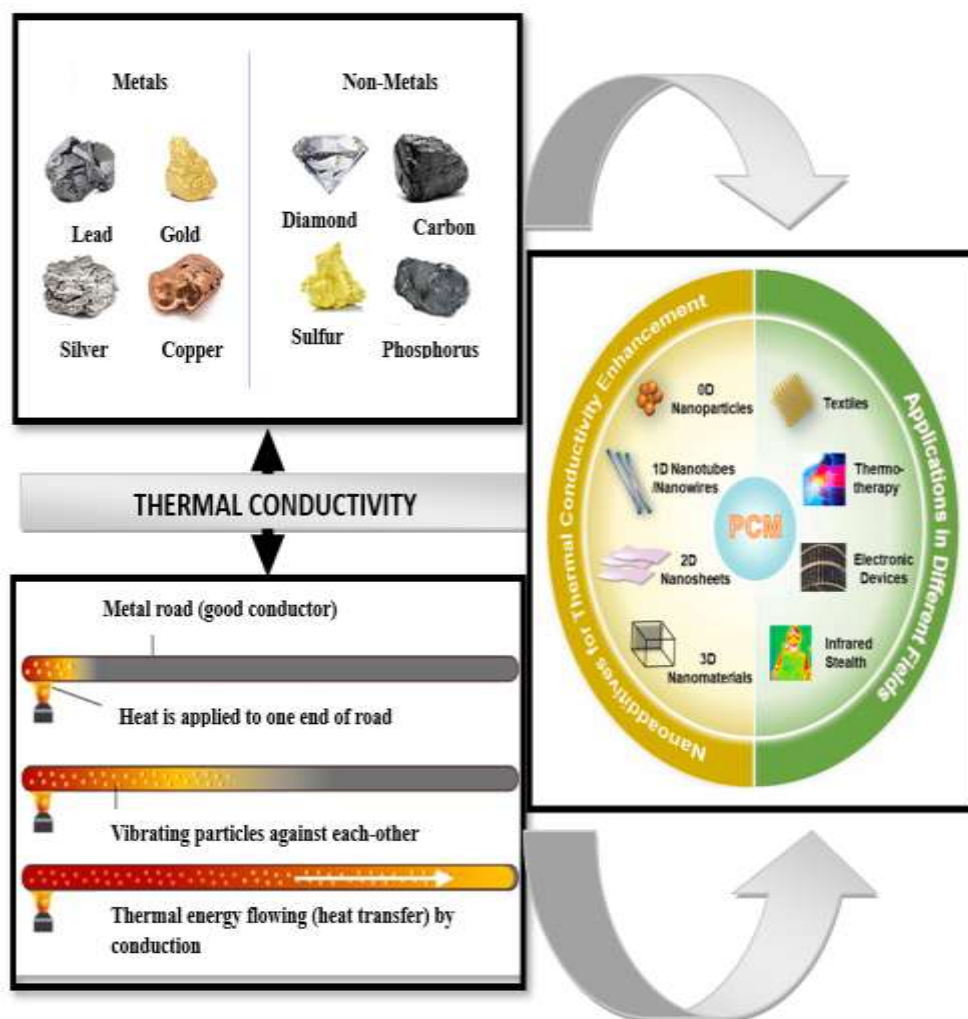 Metals
Non-Metals
Lead
Gold
Diamond
Carbon
Silver
Copper
Sulfur
Phosphorus
THERMAL CONDUCTIVITY
Metal road (good conductor)
Heat is applied to one end of road
Vibrating particles against each-other
Thermal energy flowing (heat transfer) by
conduction
Nanoadditives for Thermal Conductivity Enhancement
Applications in Different Fields
0D
Nanoparticles
1D Nanotubes
/Nanowires
2D
Nanosheets
3D
Nanomaterials
PCM
Textiles
Thermo-
therapy
Electronic
Devices
Infrared
Stealth